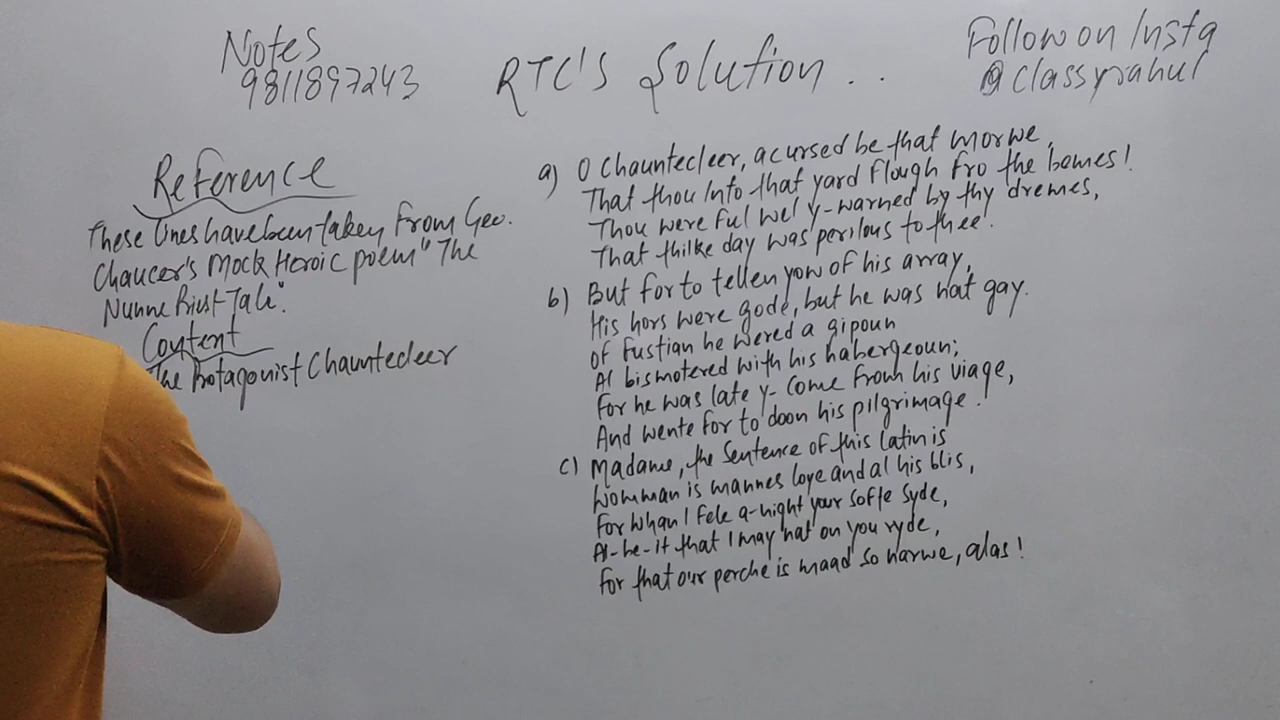 Notes
9811897243
RTC's Solution ..
Follow on Insta
@classyrahul
Reference
These lines have been taken from Geo.
Chaucer's Mock Heroic poem "The
Nunne Priest Tale".
Content
The Protagonist Chauntecleer
a) O Chauntecleer, acursed be that morwe,
That thou Into that yard flough fro the bemes!
Thou were ful wel y-warned by thy dremes,
That thilke day was perilous to thee!
b) But for to tellen yow of his array,
His hors were gode, but he was nat gay.
of fustian he wered a gipoun
Al bismotered with his habergeoun;
For he was late y-come from his viage,
And wente for to doon his pilgrimage.!
c) Madame, the Sentence of this latin is
Womman is mannes Ioye and al his blis,
For whan I fele a-night your softe Syde,
Al-be-it that I may nat on you ryde,
For that our perche is maad so narwe, alas!